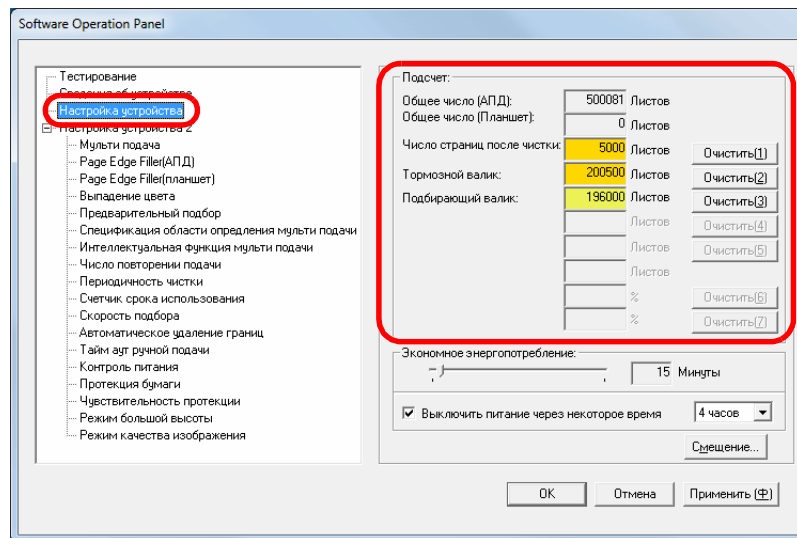 Software Operation Panel
Тестирование
Сведения об устройстве
Настройка устройства
Настройка устройства 2
Мульти подача
Page Edge Filler(АПД)
Page Edge Filler(планшет)
Выпадение цвета
Предварительный подбор
Спецификация области опредления мульти подачи
Интеллектуальная функция мульти подачи
Число повторении подачи
Периодичность чистки
Счетчик срока использования
Скорость подбора
Автоматическое удаление границ
Тайм аут ручной подачи
Контроль питания
Протекция бумаги
Чувствительность протекции
Режим большой высоты
Режим качества изображения
Подсчет:
Общее число (АПД): 500081 Листов
Общее число (Планшет): 0 Листов
Число страниц после чистки: 5000 Листов Очистить(1)
Тормозной валик: 200500 Листов Очистить(2)
Подбирающий валик: 196000 Листов Очистить(3)
Листов Очистить(4)
Листов Очистить(5)
Листов
% Очистить(6)
% Очистить(7)
Экономное энергопотребление:
15 Минуты
Выключить питание через некоторое время 4 часов
Смещение...
OK Отмена Применить (Ф)